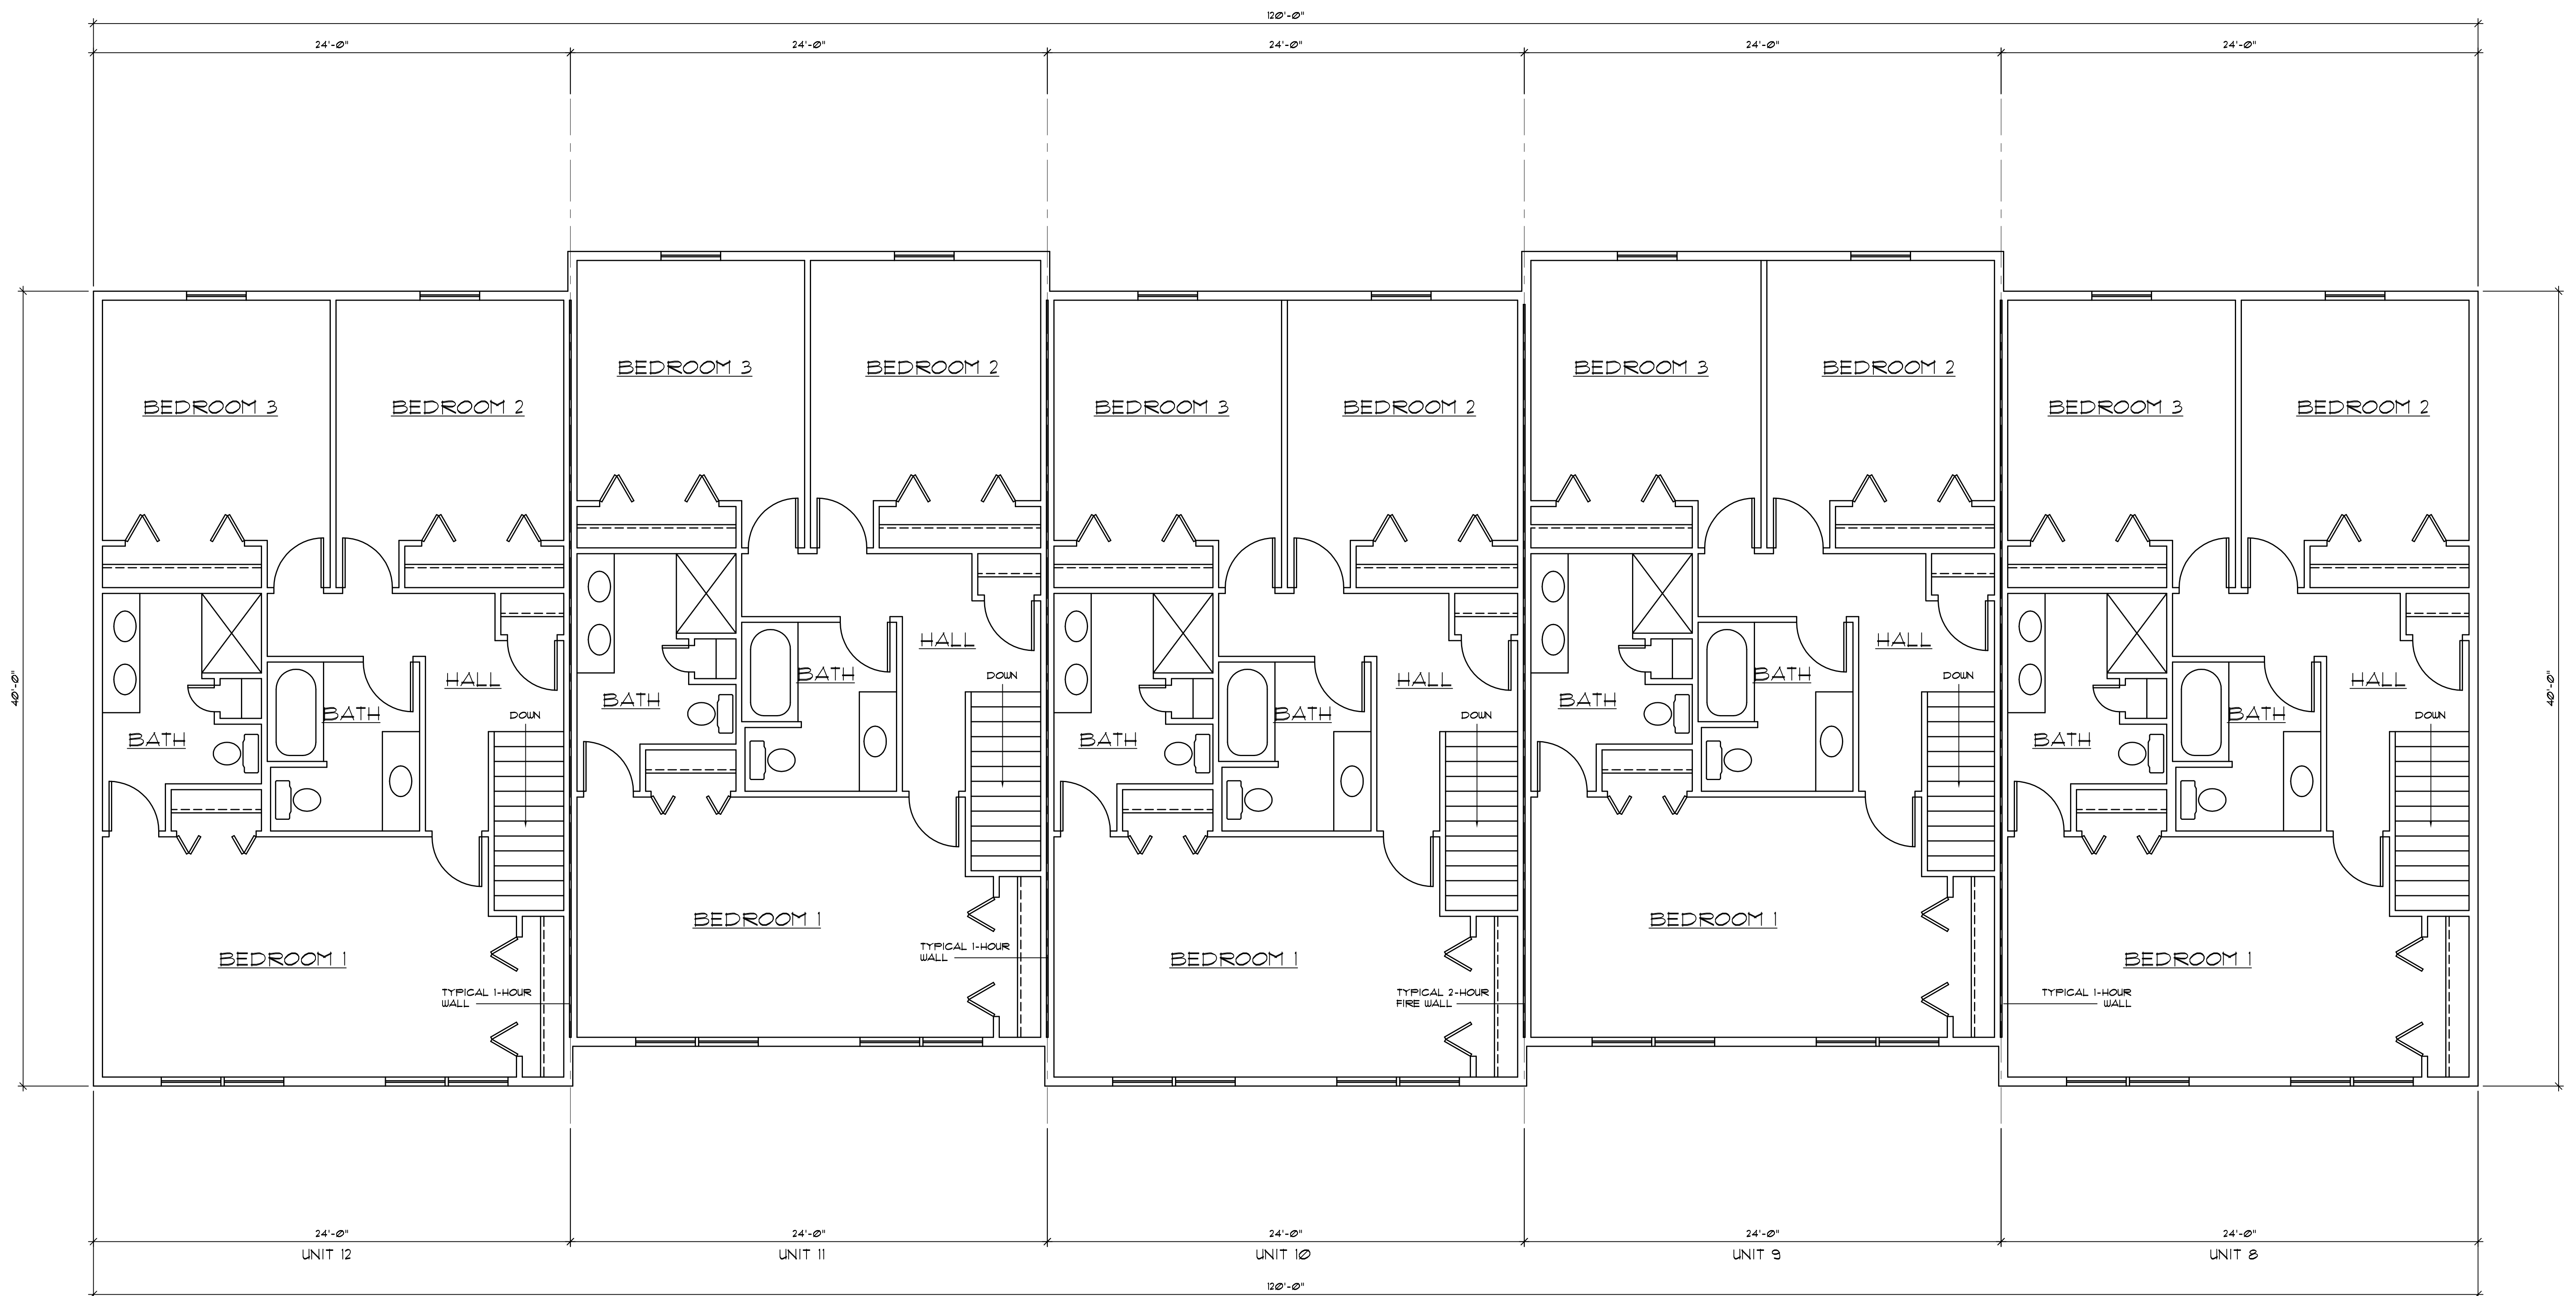 120'-0"
24'-0" 24'-0" 24'-0" 24'-0" 24'-0"
BEDROOM 3 BEDROOM 2 BEDROOM 3 BEDROOM 2
BEDROOM 3 BEDROOM 2 BEDROOM 3 BEDROOM 2 BEDROOM 3 BEDROOM 2
HALL HALL
BATH DOWN BATH DOWN
HALL HALL HALL
40'-0" 40'-0"
BATH BATH
BATH DOWN BATH DOWN BATH DOWN
BATH BATH BATH
BEDROOM 1 BEDROOM 1
TYPICAL 1-HOUR
WALL
BEDROOM 1 BEDROOM 1 BEDROOM 1
TYPICAL 1-HOUR
WALL
TYPICAL 2-HOUR
FIRE WALL
TYPICAL 1-HOUR
WALL
24'-0" 24'-0" 24'-0" 24'-0" 24'-0"
UNIT 12 UNIT 11 UNIT 10 UNIT 9 UNIT 8
120'-0"